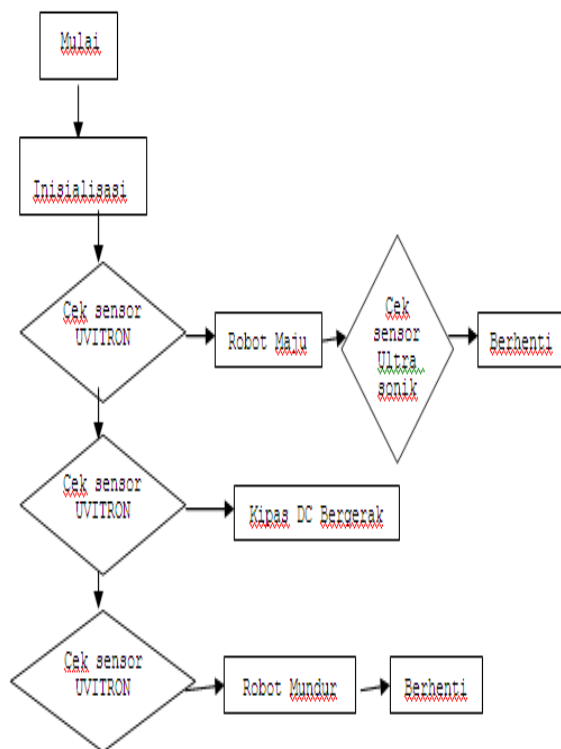 Mulai
Inisialisasi
Cek sensor
UVITRON
Robot Maju
Cek
sensor
Ultra
sonik
Berhenti
Cek sensor
UVITRON
Kipas DC Bergerak
Cek sensor
UVITRON
Robot Mundur
Berhenti